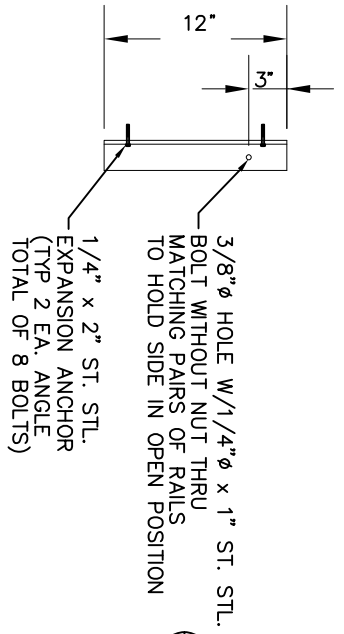 12"
3"
3/8"ø HOLE W/1/4"ø x 1" ST. STL.
BOLT WITHOUT NUT THRU
MATCHING PAIRS OF RAILS
TO HOLD SIDE IN OPEN POSITION
1/4" x 2" ST. STL.
EXPANSION ANCHOR
(TYP 2 EA. ANGLE
TOTAL OF 8 BOLTS)